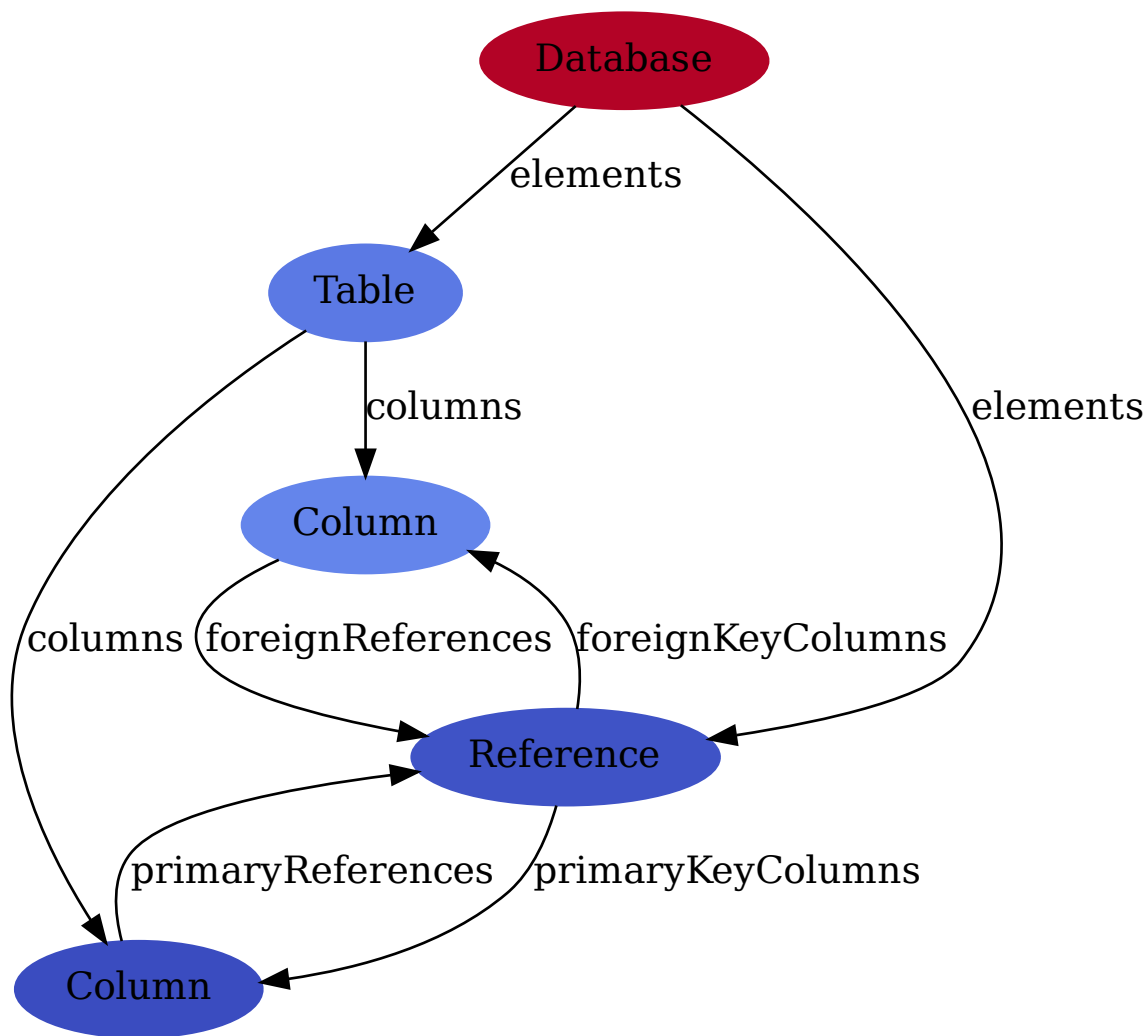 Database
elements
Table
columns
elements
Column
columns
foreignReferences
foreignKeyColumns
Reference
primaryReferences
primaryKeyColumns
Column